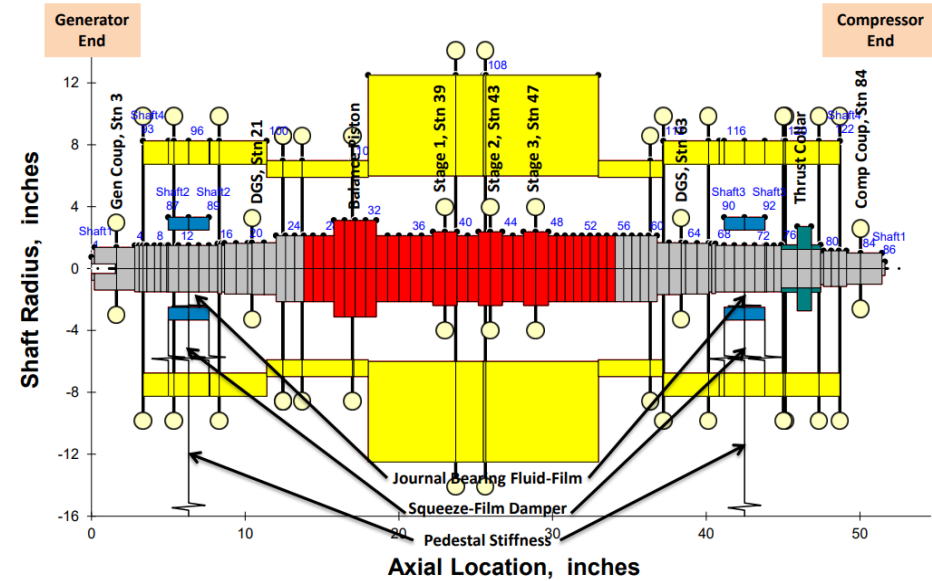 Generator
End
Compressor
End
Shaft Radius, inches
12
8
4
0
-4
-8
-12
-16
0
10
20
30
40
50
Axial Location, inches
Gen Coup, Stn 3
DGS, Stn 21
Balance Piston
Stage 1, Stn 39
Stage 2, Stn 43
Stage 3, Stn 47
DGS, Stn 63
Thrust Collar
Comp Coup, Stn 84
108
Shaft4
93
96
100
10
116
Shaft4
122
Shaft2
87
Shaft2
89
Shaft3
90
92
Shaft1
4
8
12
16
20
24
32
36
40
44
48
52
56
60
64
68
72
76
80
84
Shaft1
86
Journal Bearing Fluid-Film
Squeeze-Film Damper
Pedestal Stiffness